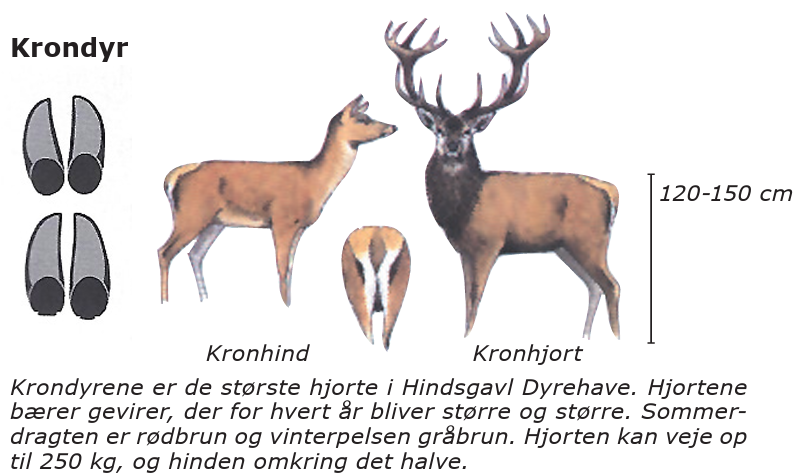 Krondyr
120-150 cm
Kronhind
Kronhjort
Krondyrene er de største hjorte i Hindsgavl Dyrehave. Hjortene
bærer gevirer, der for hvert år bliver større og større. Sommer-
dragten er rødbrun og vinterpelsen gråbrun. Hjorten kan veje op
til 250 kg, og hinden omkring det halve.